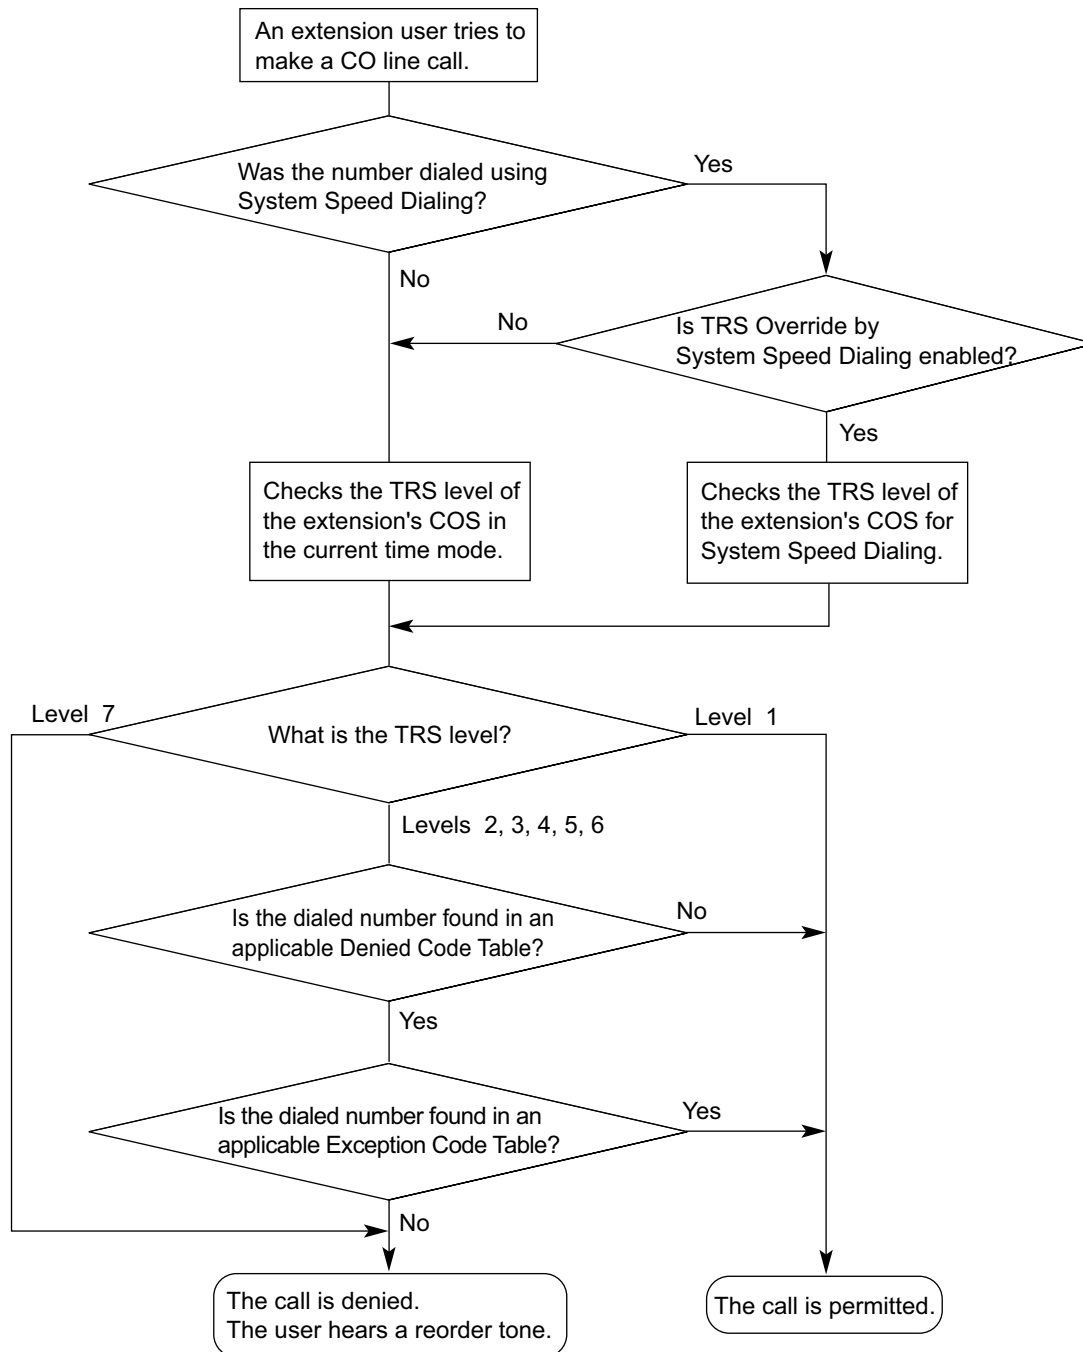 An extension user tries to
make a CO line call.
Was the number dialed using
System Speed Dialing?
Yes
No
Is TRS Override by
System Speed Dialing enabled?
No
Yes
Checks the TRS level of
the extension's COS in
the current time mode.
Checks the TRS level of
the extension's COS for
System Speed Dialing.
What is the TRS level?
Level 7
Level 1
Levels 2, 3, 4, 5, 6
Is the dialed number found in an
applicable Denied Code Table?
No
Yes
Is the dialed number found in an
applicable Exception Code Table?
Yes
No
The call is denied.
The user hears a reorder tone.
The call is permitted.